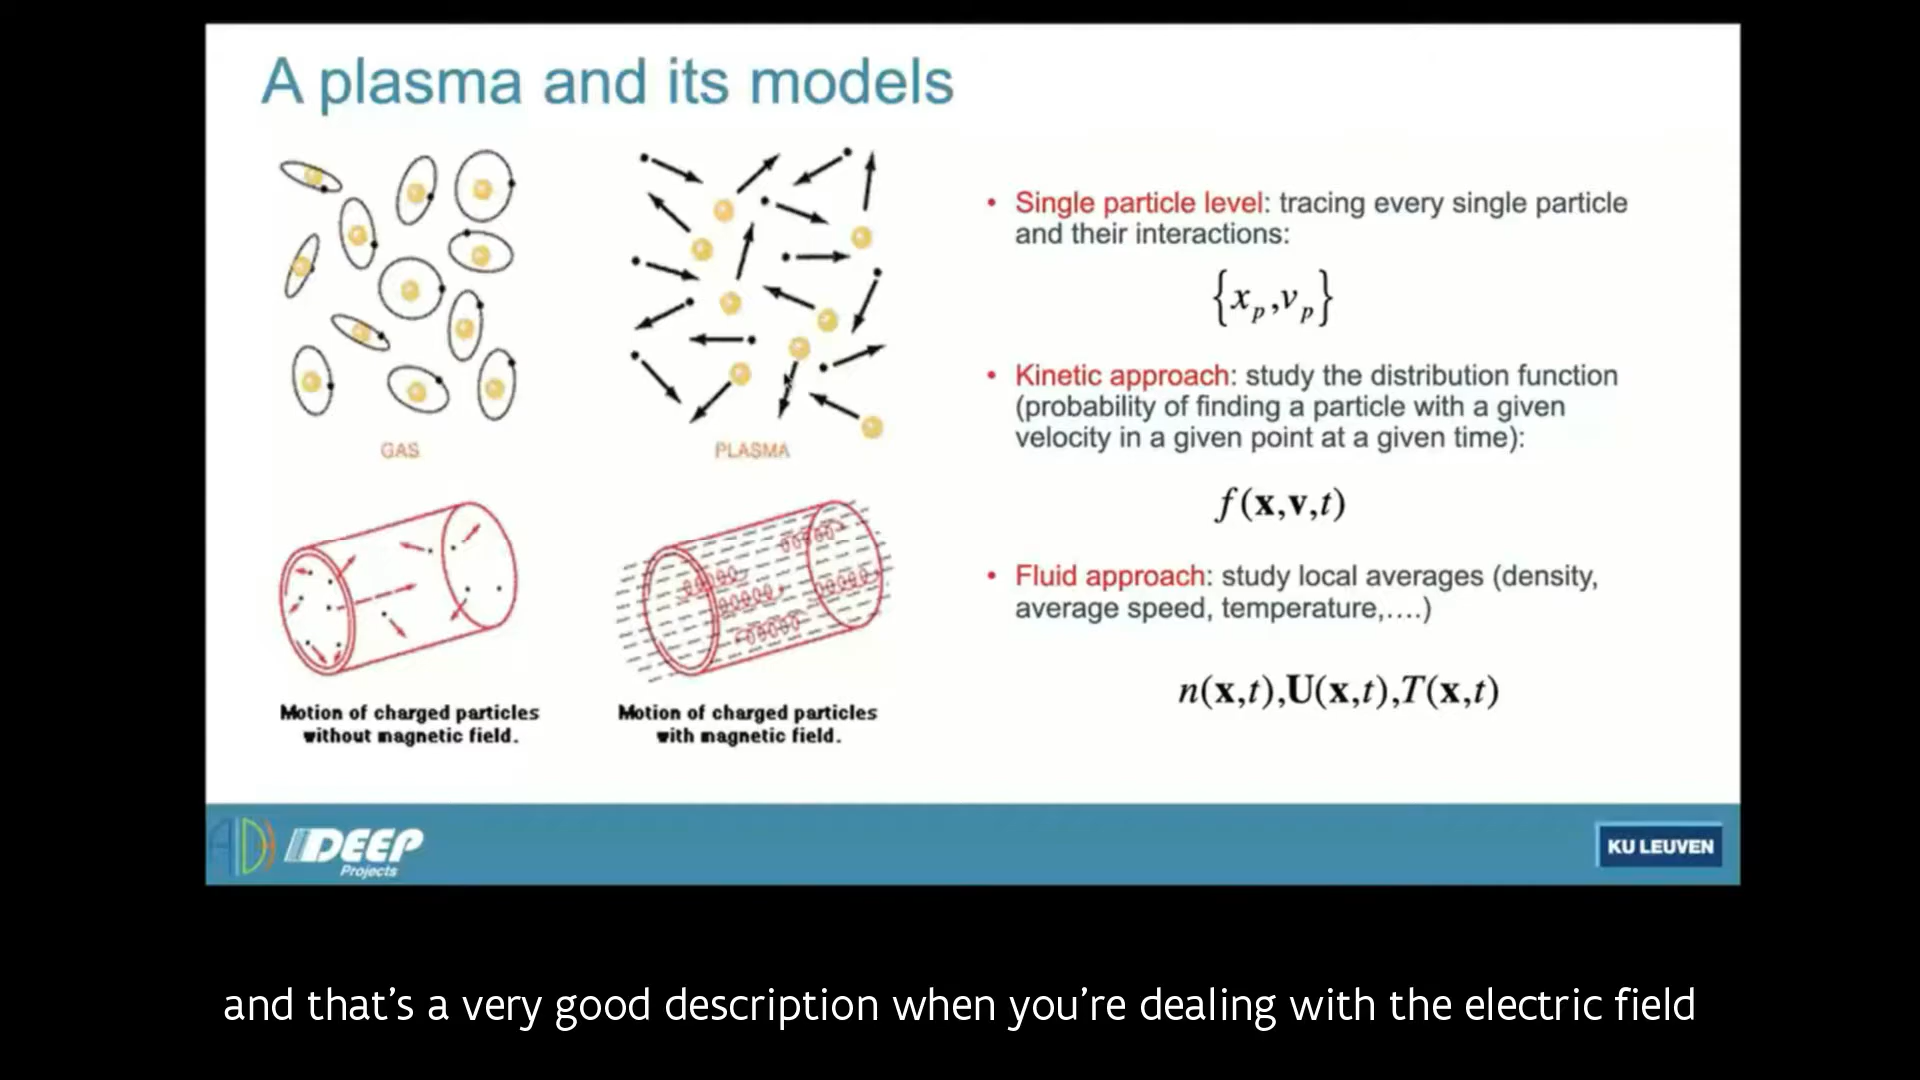 A plasma and its models
GAS
PLASMA
Motion of charged particles
without magnetic field.
Motion of charged particles
with magnetic field.
• Single particle level: tracing every single particle
and their interactions:
{x_p,v_p}
• Kinetic approach: study the distribution function
(probability of finding a particle with a given
velocity in a given point at a given time):
f(x,v,t)
• Fluid approach: study local averages (density,
average speed, temperature,....)
n(x,t),U(x,t),T(x,t)
DEEP
Projects
KU LEUVEN
and that's a very good description when you're dealing with the electric field